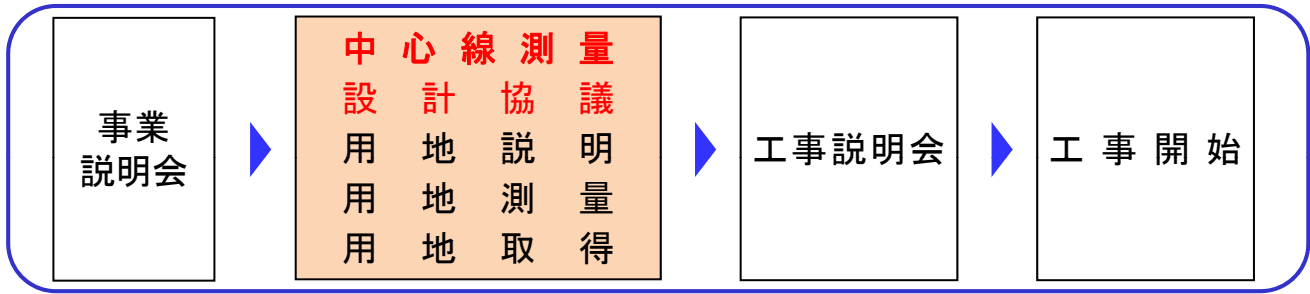 事業
説明会
中心線測量
設計協議
用地説明
用地測量
用地取得
工事説明会
工事開始